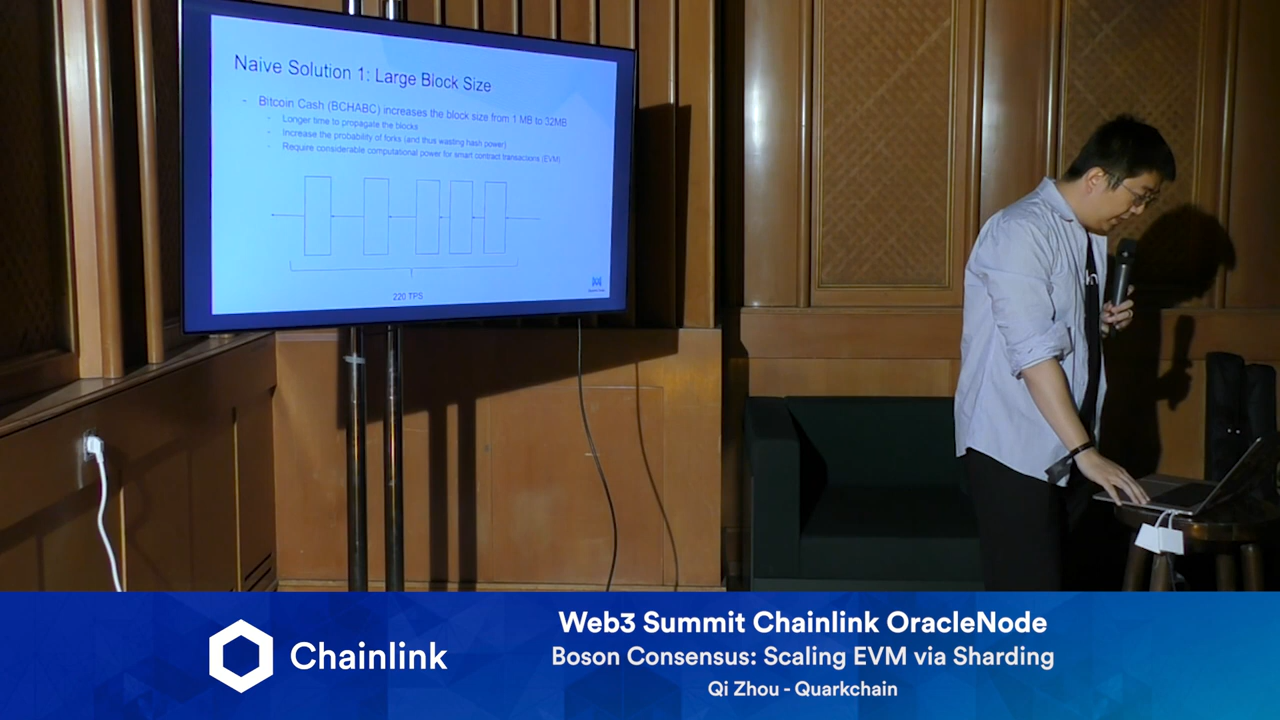 Naive Solution 1: Large Block Size
- Bitcoin Cash (BCHABC) increases the block size from 1 MB to 32MB
- Longer time to propagate the blocks
- Increase the probability of forks (and thus wasting hash power)
- Require considerable computational power for smart contract transactions (EVM)
220 TPS
Chainlink
Web3 Summit Chainlink OracleNode
Boson Consensus: Scaling EVM via Sharding
Qi Zhou - Quarkchain